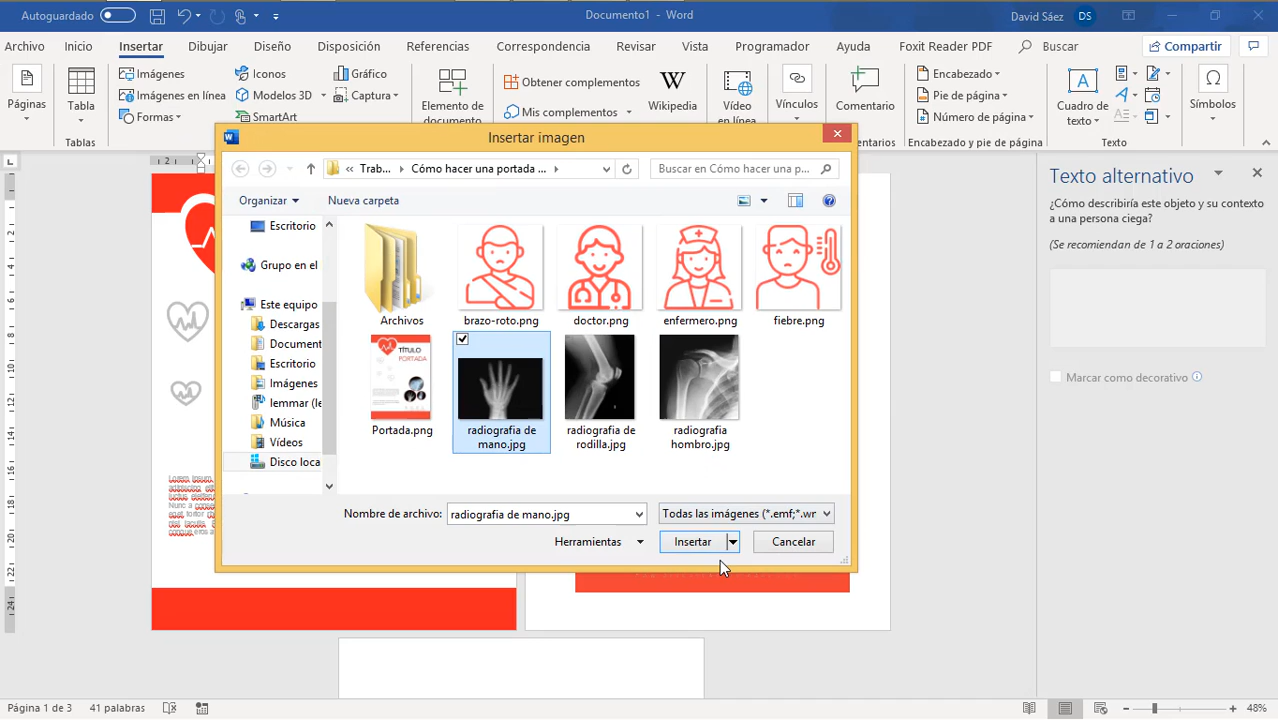 Autoguardado
Documento1 - Word
David Sáez
DS
Archivo
Inicio
Insertar
Dibujar
Diseño
Disposición
Referencias
Correspondencia
Revisar
Vista
Programador
Ayuda
Foxit Reader PDF
Buscar
Compartir
Páginas
Tabla
Imágenes
Imágenes en línea
Formas
Iconos
Modelos 3D
SmartArt
Gráfico
Captura
Elemento de
documento
Obtener complementos
Mis complementos
W
Wikipedia
Vídeo
en línea
Vínculos
Comentario
Encabezado
Pie de página
Número de página
A
Cuadro de
texto
Ω
Símbolos
Tablas
Encabezado y pie de página
Texto
Insertar imagen
« Trab...
Cómo hacer una portada ...
Buscar en Cómo hacer una p...
Organizar
Nueva carpeta
Escritorio
Grupo en el
Este equipo
Descargas
Document
Escritorio
Imágenes
lemmar (le
Música
Vídeos
Disco loca
Archivos
brazo-roto.png
doctor.png
enfermero.png
fiebre.png
TÍTULO
PORTADA
Portada.png
radiografia de
mano.jpg
radiografia de
rodilla.jpg
radiografia
hombro.jpg
Nombre de archivo:
radiografia de mano.jpg
Todas las imágenes (*.emf;*.wr
Herramientas
Insertar
Cancelar
Texto alternativo
¿Cómo describiría este objeto y su contexto
a una persona ciega?
(Se recomiendan de 1 a 2 oraciones)
Marcar como decorativo
Página 1 de 3
41 palabras
48%